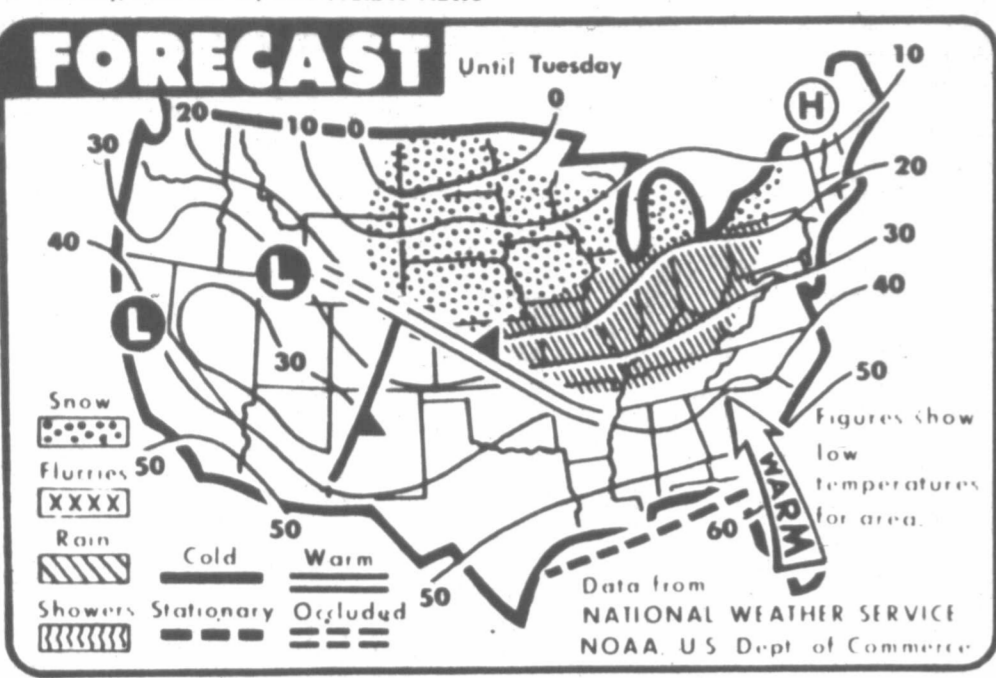 FORECAST
Until Tuesday
30
20
10
0
0
H
10
20
40
L
L
30
30
40
50
Snow
Flurries
XXXX
50
50
50
Rain
Showers
Cold
Warm
Stationary
Occluded
WARM
60
Figures show
low
temperatures
for area.
Data from
NATIONAL WEATHER SERVICE
NOAA. US Dept of Commerce